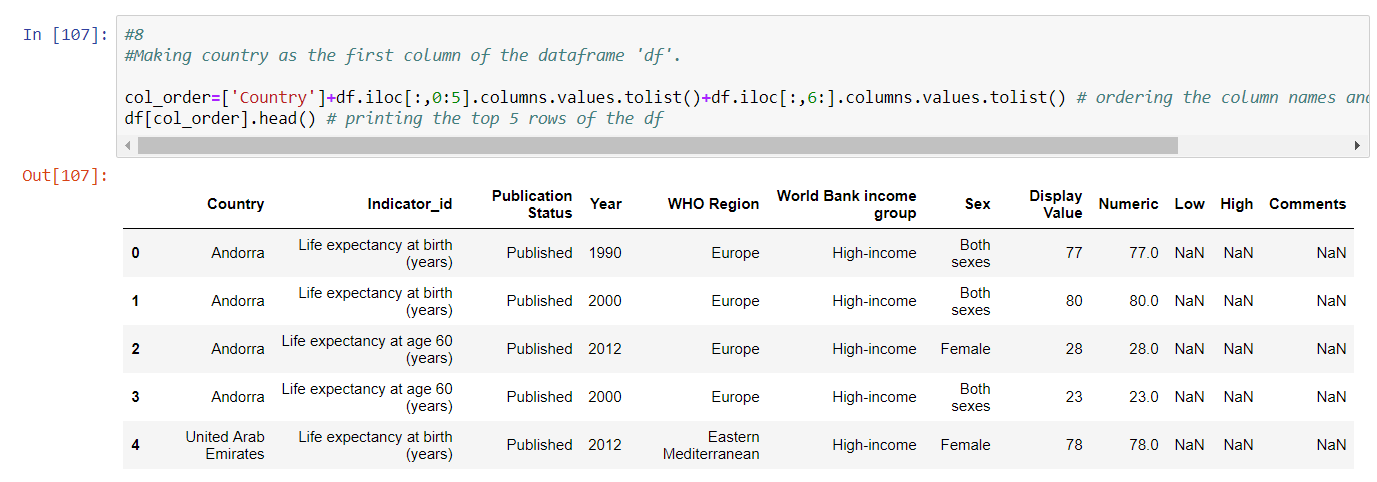 In [107]:
#8
#Making country as the first column of the dataframe 'df'.
col_order=['Country']+df.iloc[:,0:5].columns.values.tolist()+df.iloc[:,6:].columns.values.tolist() # ordering the column names
df[col_order].head() # printing the top 5 rows of the df
Out[107]:
Country Indicator_id Publication Status Year WHO Region World Bank income group Sex Display Value Numeric Low High Comments
0 Andorra Life expectancy at birth (years) Published 1990 Europe High-income Both sexes 77 77.0 NaN NaN NaN
1 Andorra Life expectancy at birth (years) Published 2000 Europe High-income Both sexes 80 80.0 NaN NaN NaN
2 Andorra Life expectancy at age 60 (years) Published 2012 Europe High-income Female 28 28.0 NaN NaN NaN
3 Andorra Life expectancy at age 60 (years) Published 2000 Europe High-income Both sexes 23 23.0 NaN NaN NaN
4 United Arab Emirates Life expectancy at birth (years) Published 2012 Eastern Mediterranean High-income Female 78 78.0 NaN NaN NaN